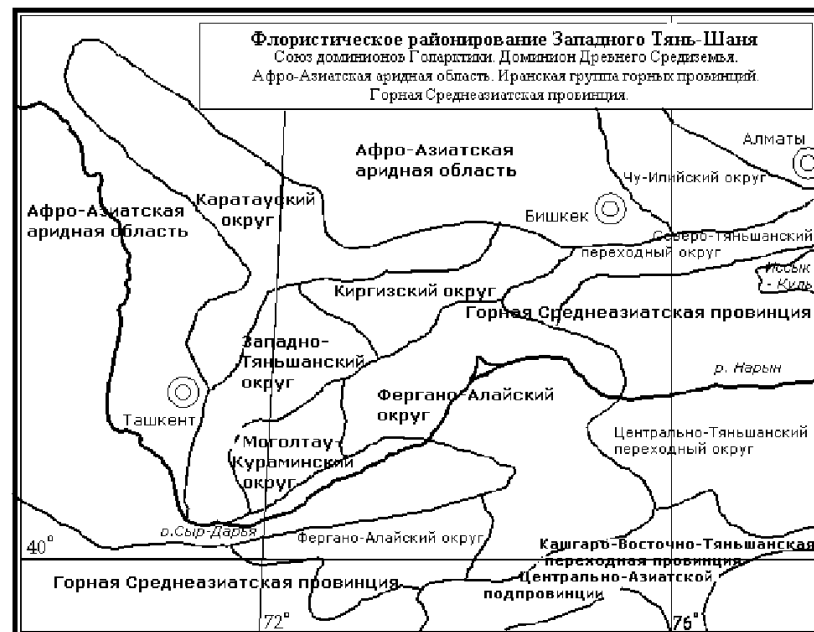 Флористическое районирование Западного Тянь-Шаня
Союз доминионов Голарктики. Доминион Древнего Средиземья.
Афро-Азиатская аридная область. Иранская группа горных провинций.
Горная Среднеазиатская провинция.
Алматы
Афро-Азиатская
аридная область
Чу-Илийский округ
Каратауский
округ
Афро-Азиатская
аридная область
Бишкек
Северо-Тяньшанский
переходный округ
Иссык
- Куль
Киргизский округ
Горная Среднеазиатская провинция
Западно-
Тяньшанский
округ
р. Нарын
Фергано-Алайский
округ
Ташкент
Моголтау-
Кураминский
округ
Центрально-Тяньшанский
переходный округ
р.Сыр-Дарья
Фергано-Алайский округ
40°
Кашгаръ-Восточно-Тяньшанская
переходная провинция
Центрально-Азиатской
подпровинции
Горная Среднеазиатская провинция
72°
76°